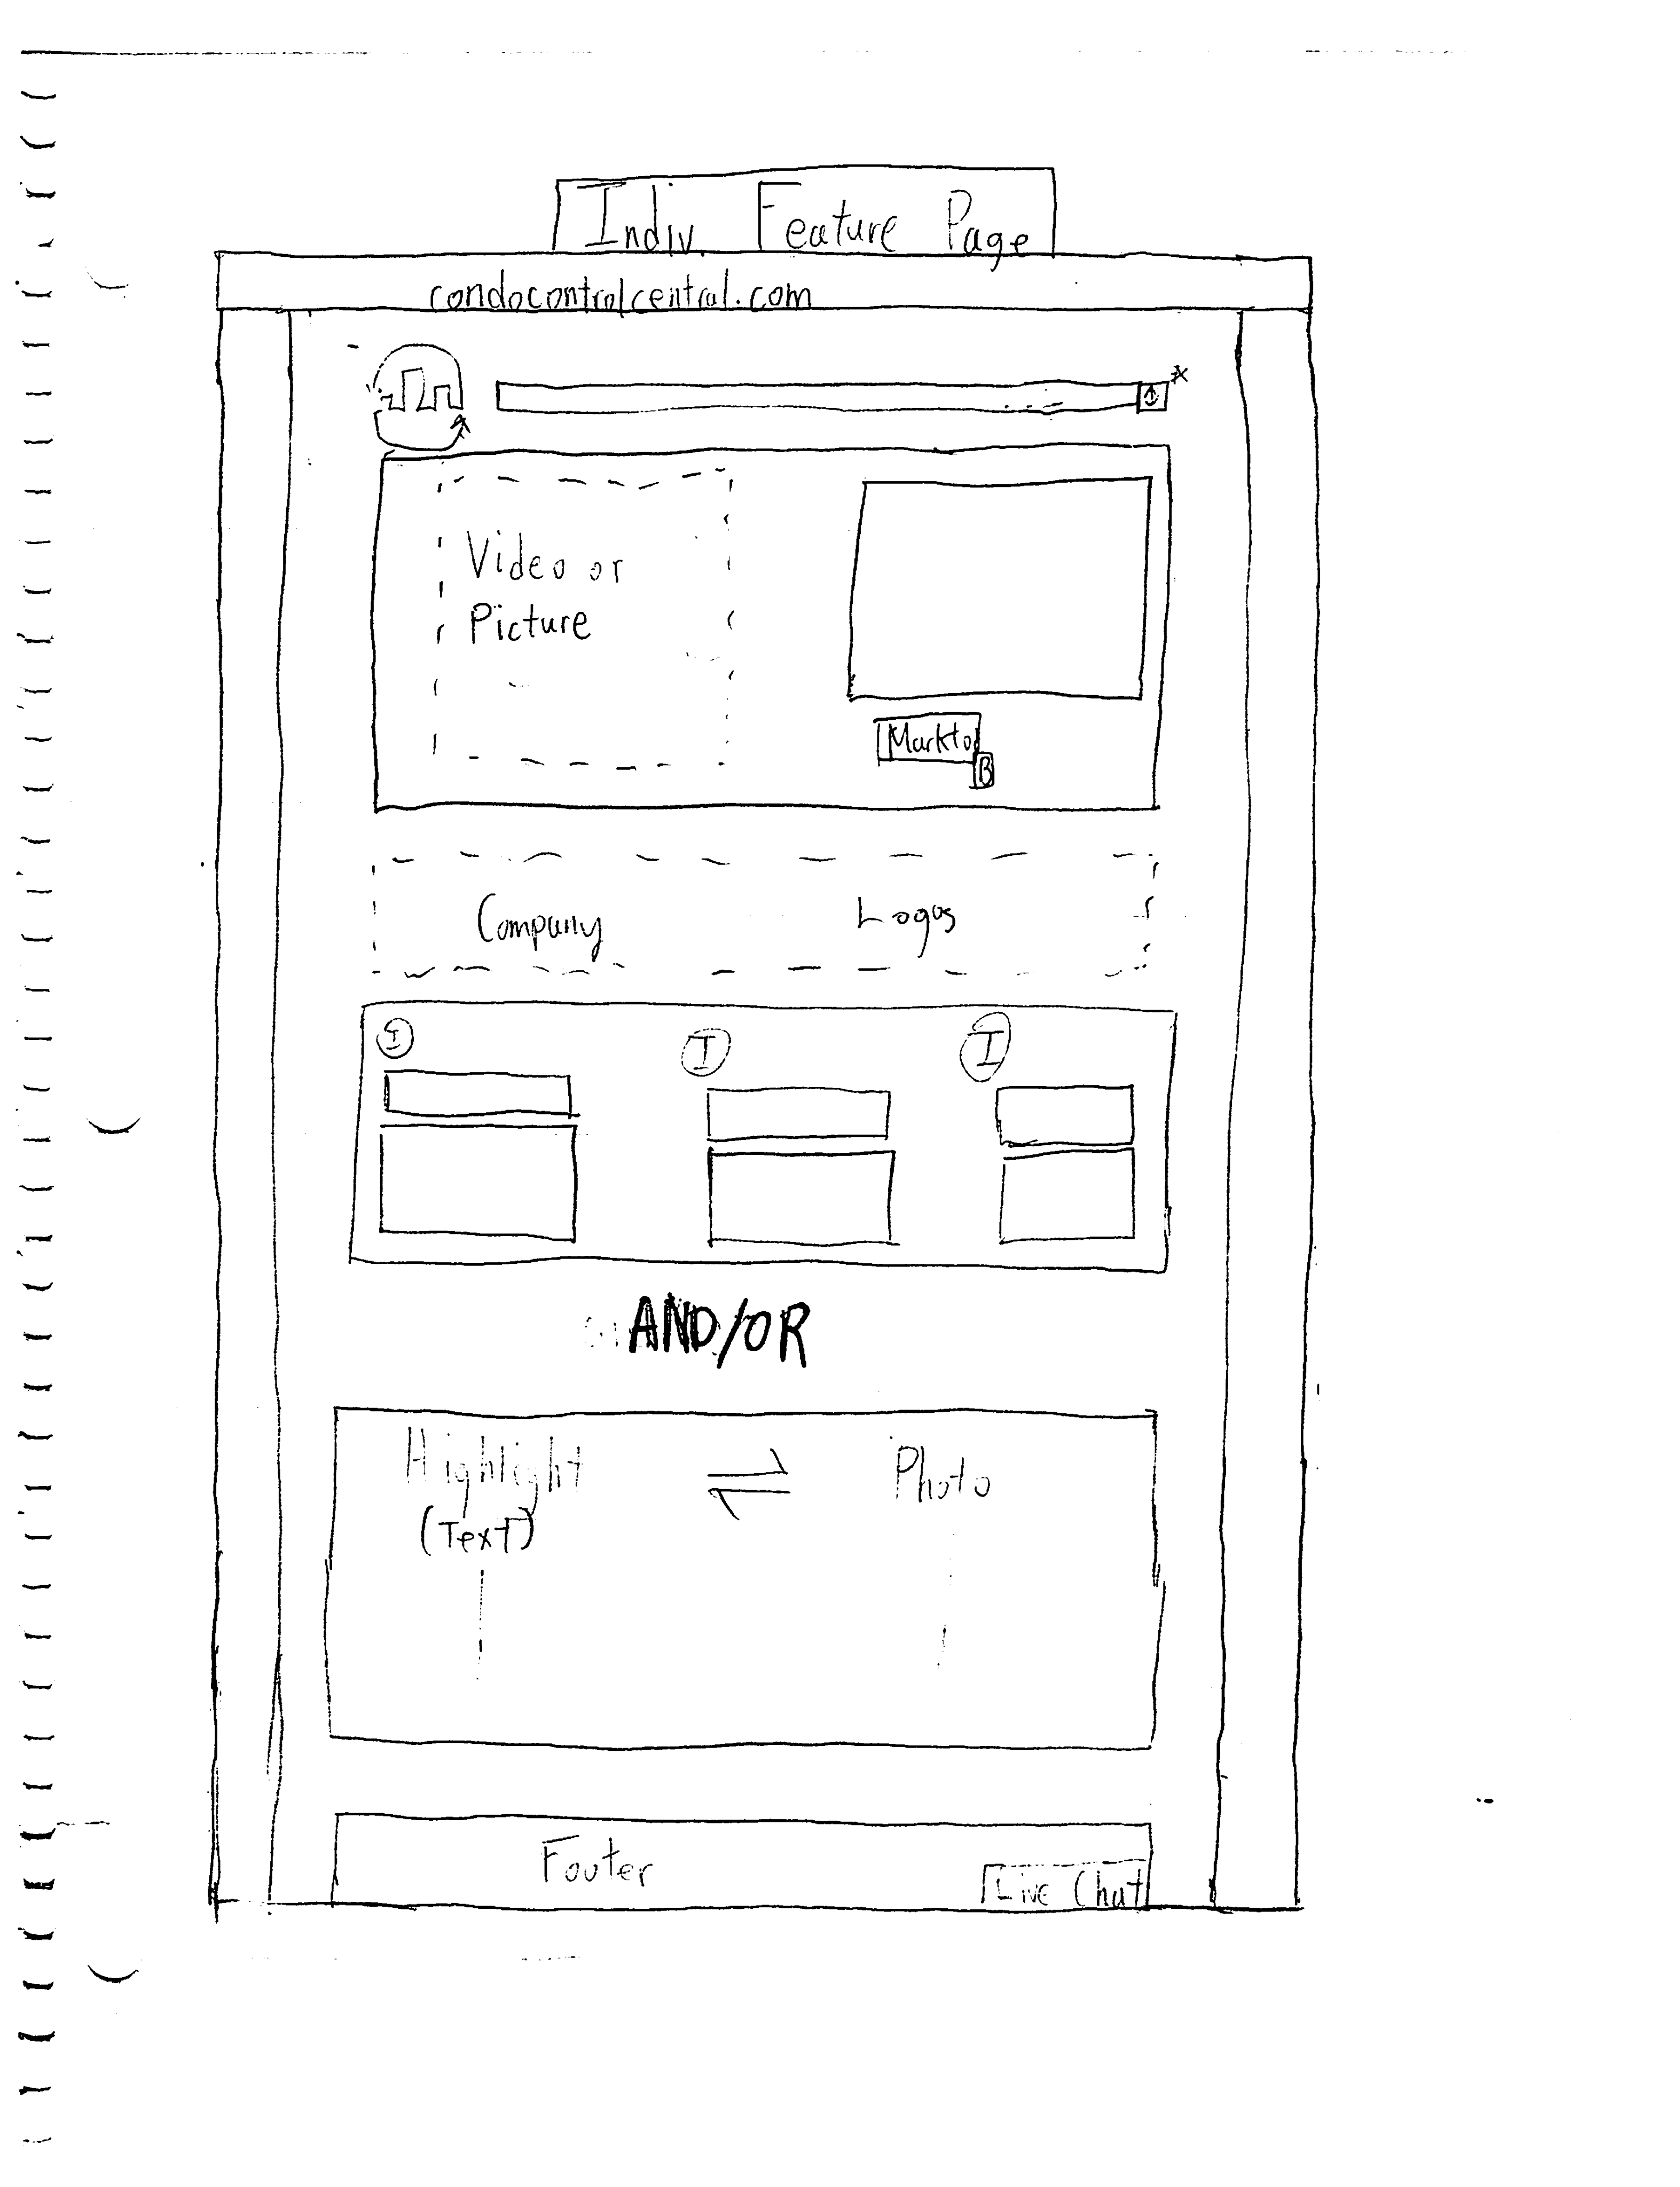 Indiv Feature Page
condocontrolcentral.com
Video or
Picture
Markto
B
Company Logos
I I I
AND/OR
Highlight Photo
(Text)
Footer
Live Chat